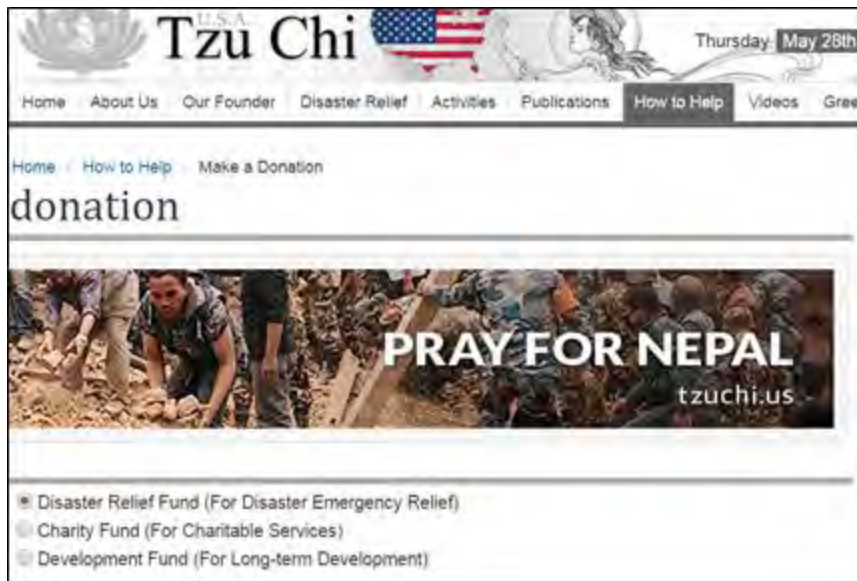 U.S.A.
Tzu Chi
Thursday May 28th
Home About Us Our Founder Disaster Relief Activities Publications How to Help Videos
Home How to Help Make a Donation
donation
PRAY FOR NEPAL
tzuchi.us
Disaster Relief Fund (For Disaster Emergency Relief)
Charity Fund (For Charitable Services)
Development Fund (For Long-term Development)